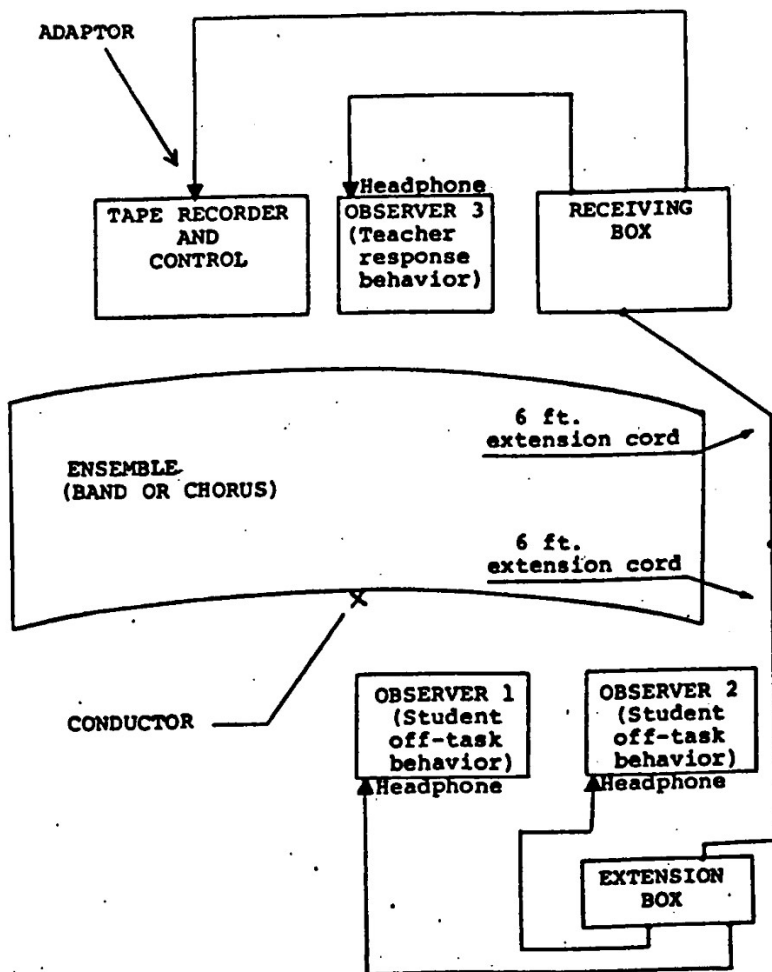 ADAPTOR
Headphone
TAPE RECORDER
AND
CONTROL
OBSERVER 3
(Teacher
response
behavior)
RECEIVING
BOX
6 ft.
extension cord
ENSEMBLE
(BAND OR CHORUS)
6 ft.
extension cord
X
CONDUCTOR
OBSERVER 1
(Student
off-task
behavior)
Headphone
OBSERVER 2
(Student
off-task
behavior)
Headphone
EXTENSION
BOX